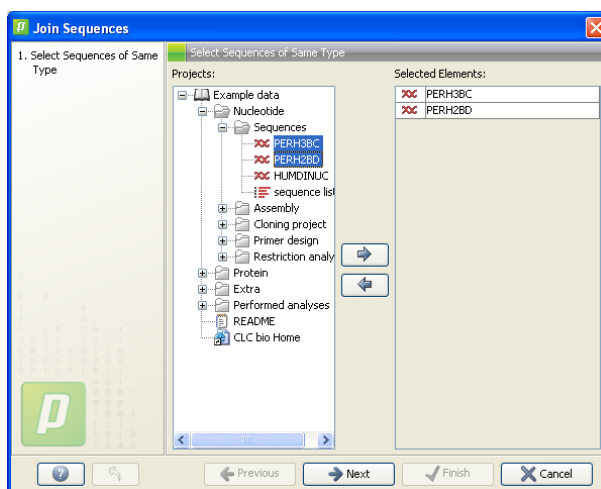 Join Sequences
1. Select Sequences of Same
Type
Select Sequences of Same Type
Projects:
Example data
Nucleotide
Sequences
PERH3BC
PERH2BD
HUMDINUC
sequence lis
Assembly
Cloning project
Primer design
Restriction analy
Protein
Extra
Performed analyses
README
CLC bio Home
Selected Elements:
PERH3BC
PERH2BD
Previous
Next
Finish
Cancel